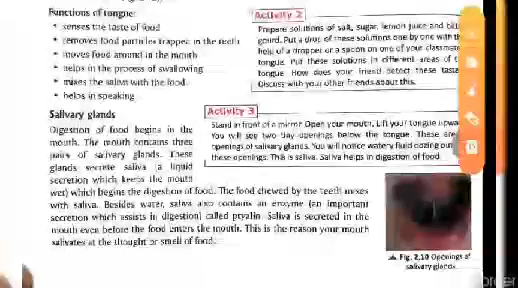 Functions of tongue
* senses the taste of food
* removes food particles trapped in the teeth
* moves food around in the mouth
* helps in the process of swallowing
* mixes the saliva with the food
* helps in speaking
Activity 2
Prepare solutions of salt, sugar, lemon juice and
gourd. Put a drop of these solutions one by one with
help of a dropper or a spoon on one of your classmate
tongue. Put these solutions in different areas of
tongue. How does your friend detect these
Discuss with your other friends about this.
Salivary glands
Digestion of food begins in the
mouth. The mouth contains three
pairs of salivary glands. These
glands secrete saliva (a liquid
secretion which keeps the mouth
wet) which begins the digestion of food. The food chewed by the teeth mixes
with saliva. Besides water, saliva also contains an enzyme (an important
secretion which assists in digestion) called ptyalin. Saliva is secreted in the
mouth even before the food enters the mouth. This is the reason your mouth
salivates at the thought or smell of food.
Activity 3
Stand in front of a mirror. Open your mouth. Lift your tongue
You will see two tiny openings below the tongue. These are
openings of salivary glands. You will notice watery fluid oozing out
these openings. This is saliva. Saliva helps in digestion of food.
Fig. 2.10 Openings of
salivary glands